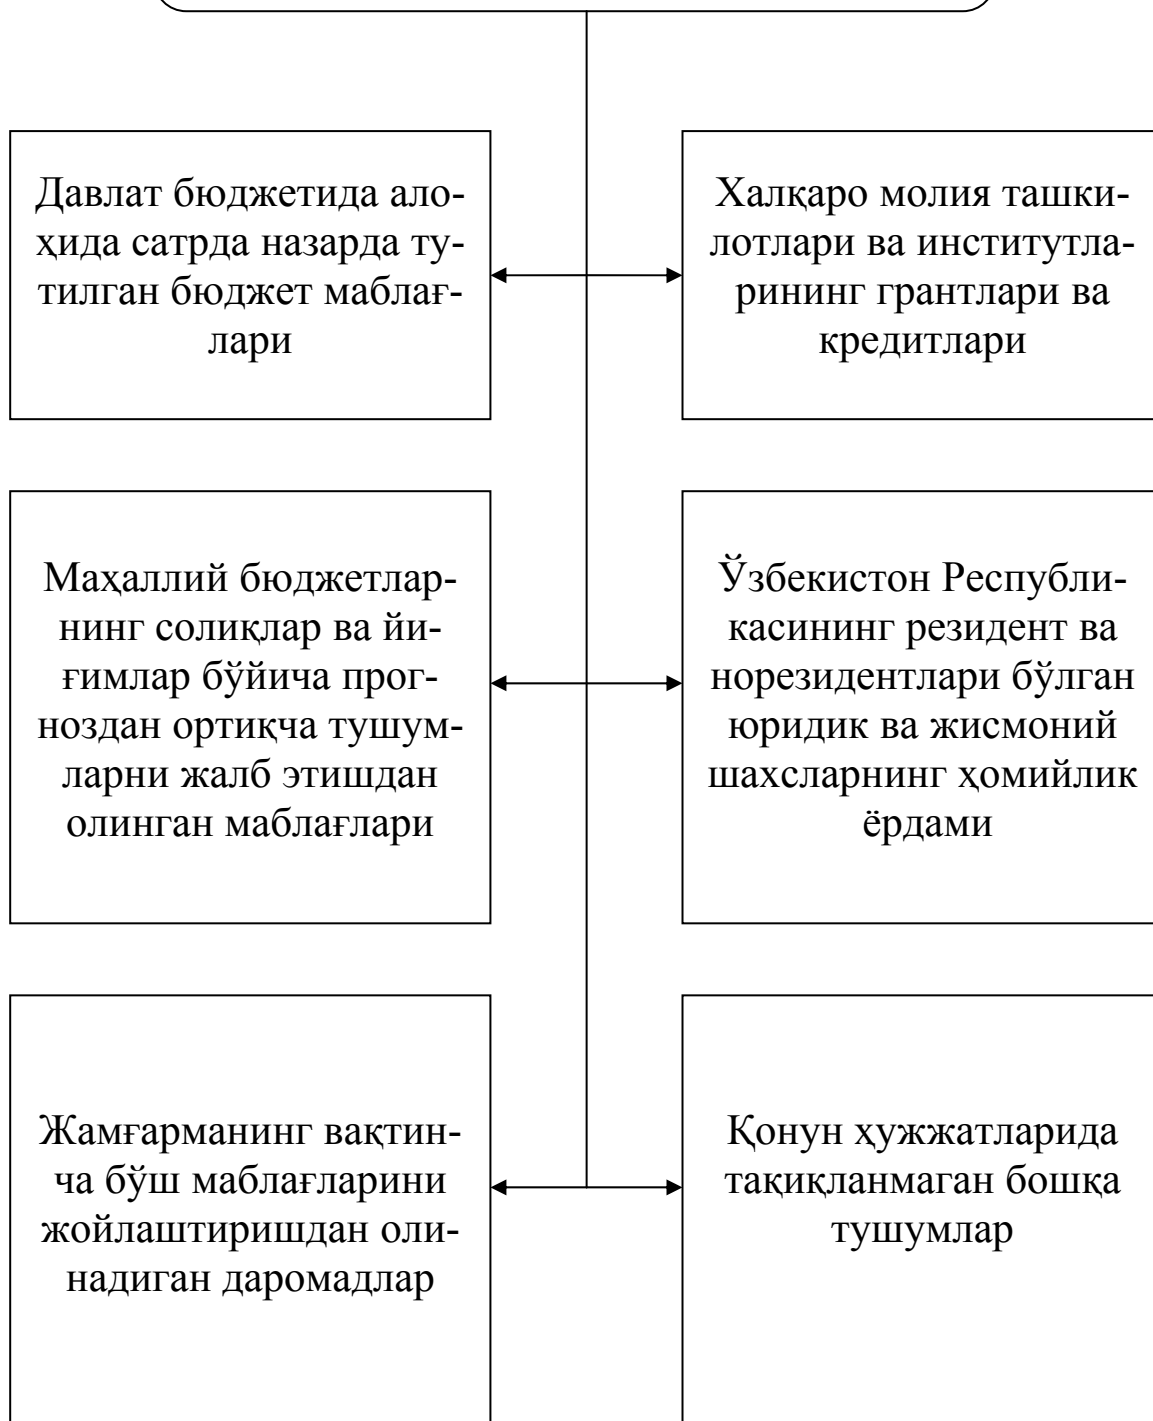 Давлат бюджетида ало-
ҳида сатрда назарда ту-
тилган бюджет маблағ-
лари
Халқаро молия ташки-
лотлари ва институтла-
рининг грантлари ва
кредитлари
Маҳаллий бюджетлар-
нинг солиқлар ва йи-
ғимлар бўйича прог-
ноздан ортиқча тушум-
ларни жалб этишдан
олинган маблағлари
Ўзбекистон Республи-
касининг резидент ва
норезидентлари бўлган
юридик ва жисмоний
шахсларнинг ҳомийлик
ёрдами
Жамғарманинг вақтин-
ча бўш маблағларини
жойлаштиришдан оли-
надиган даромадлар
Қонун ҳужжатларида
тақиқланмаган бошқа
тушумлар